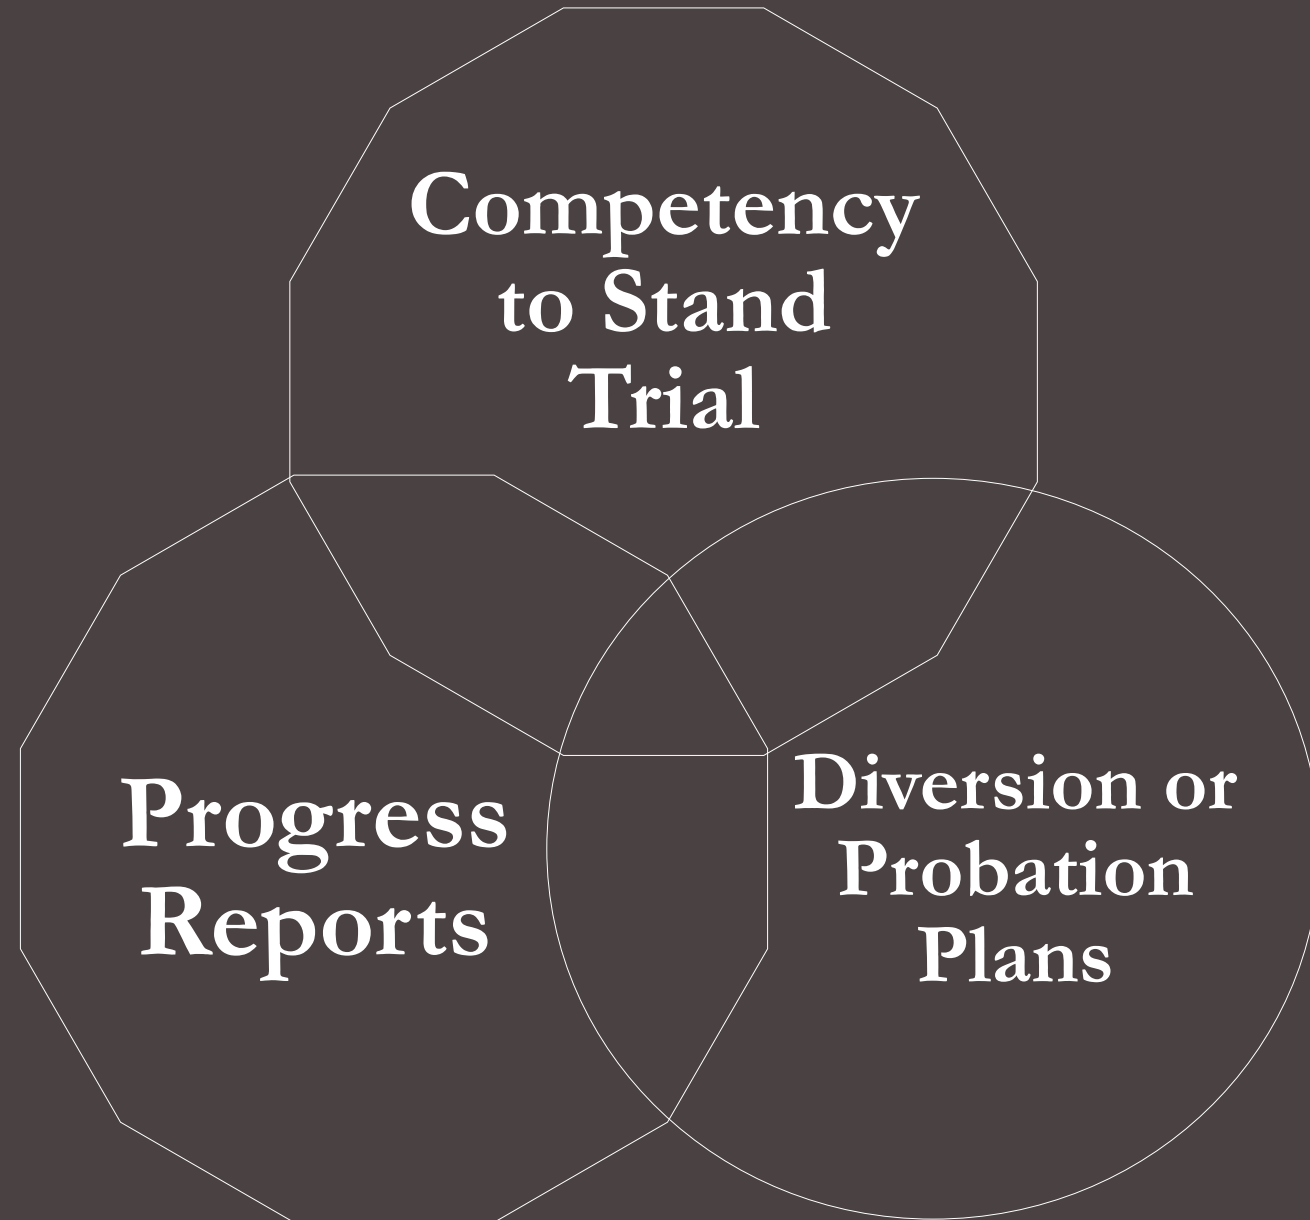 Competency
to Stand
Trial
Progress
Reports
Diversion or
Probation
Plans